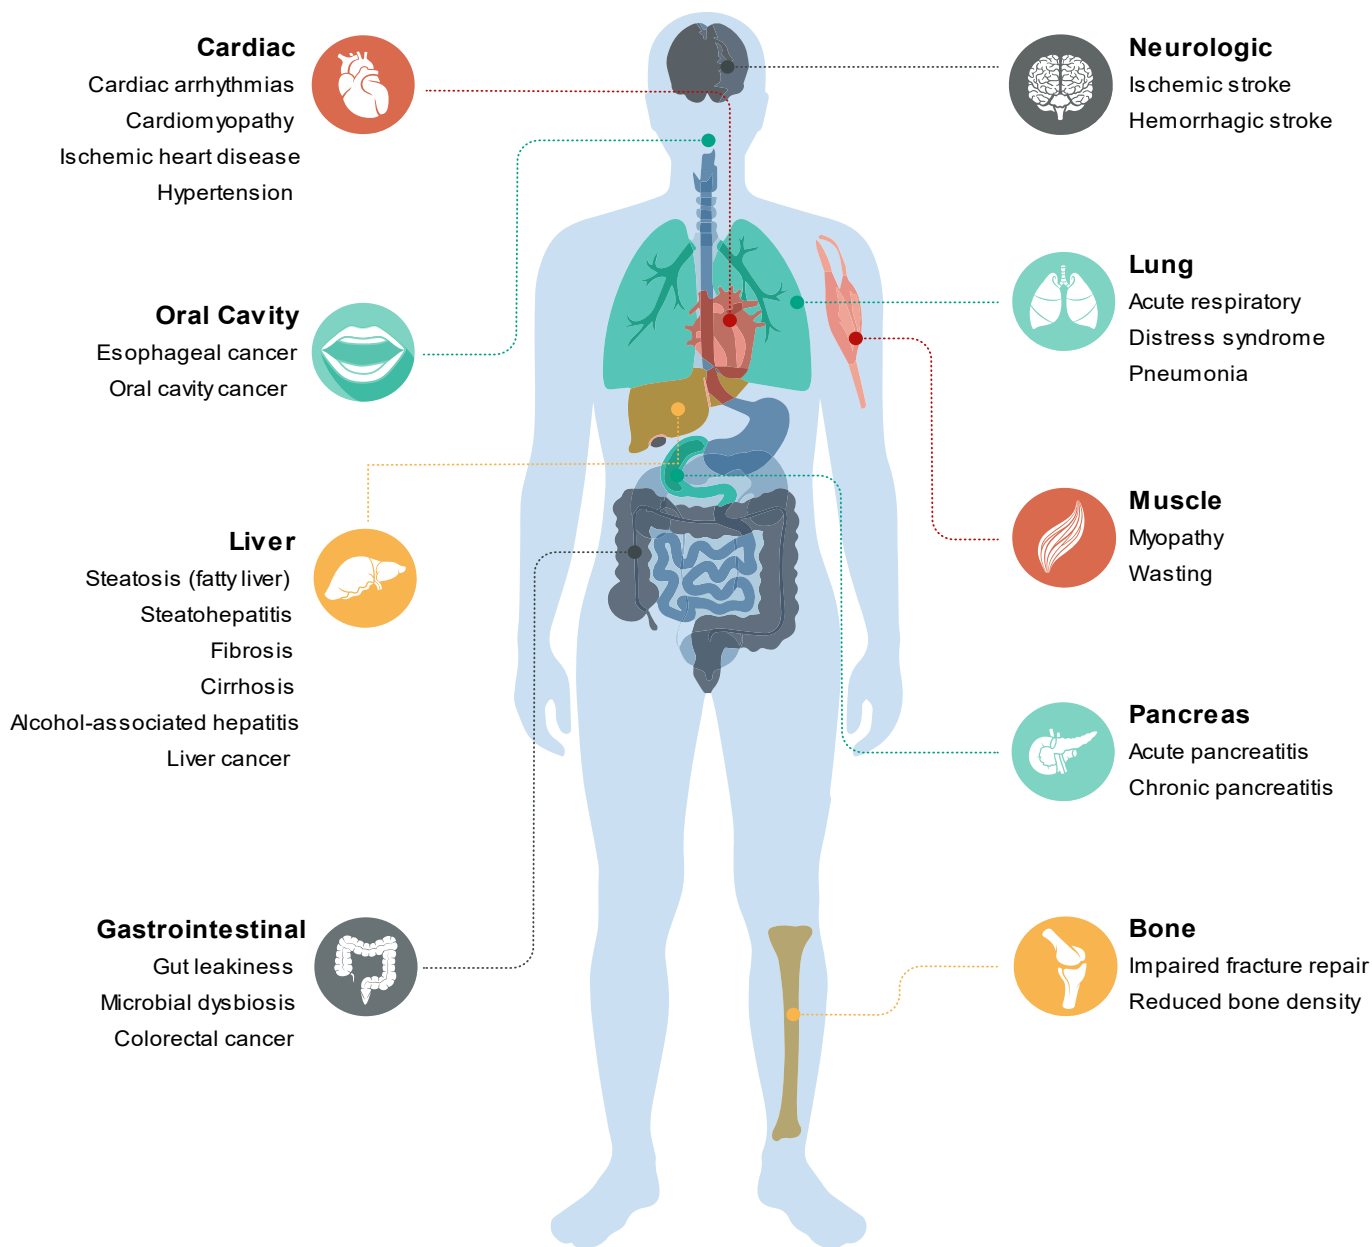 Cardiac
Cardiac arrhythmias
Cardiomyopathy
Ischemic heart disease
Hypertension
Oral Cavity
Esophageal cancer
Oral cavity cancer
Liver
Steatosis (fatty liver)
Steatohepatitis
Fibrosis
Cirrhosis
Alcohol-associated hepatitis
Liver cancer
Gastrointestinal
Gut leakiness
Microbial dysbiosis
Colorectal cancer
Neurologic
Ischemic stroke
Hemorrhagic stroke
Lung
Acute respiratory
Distress syndrome
Pneumonia
Muscle
Myopathy
Wasting
Pancreas
Acute pancreatitis
Chronic pancreatitis
Bone
Impaired fracture repair
Reduced bone density